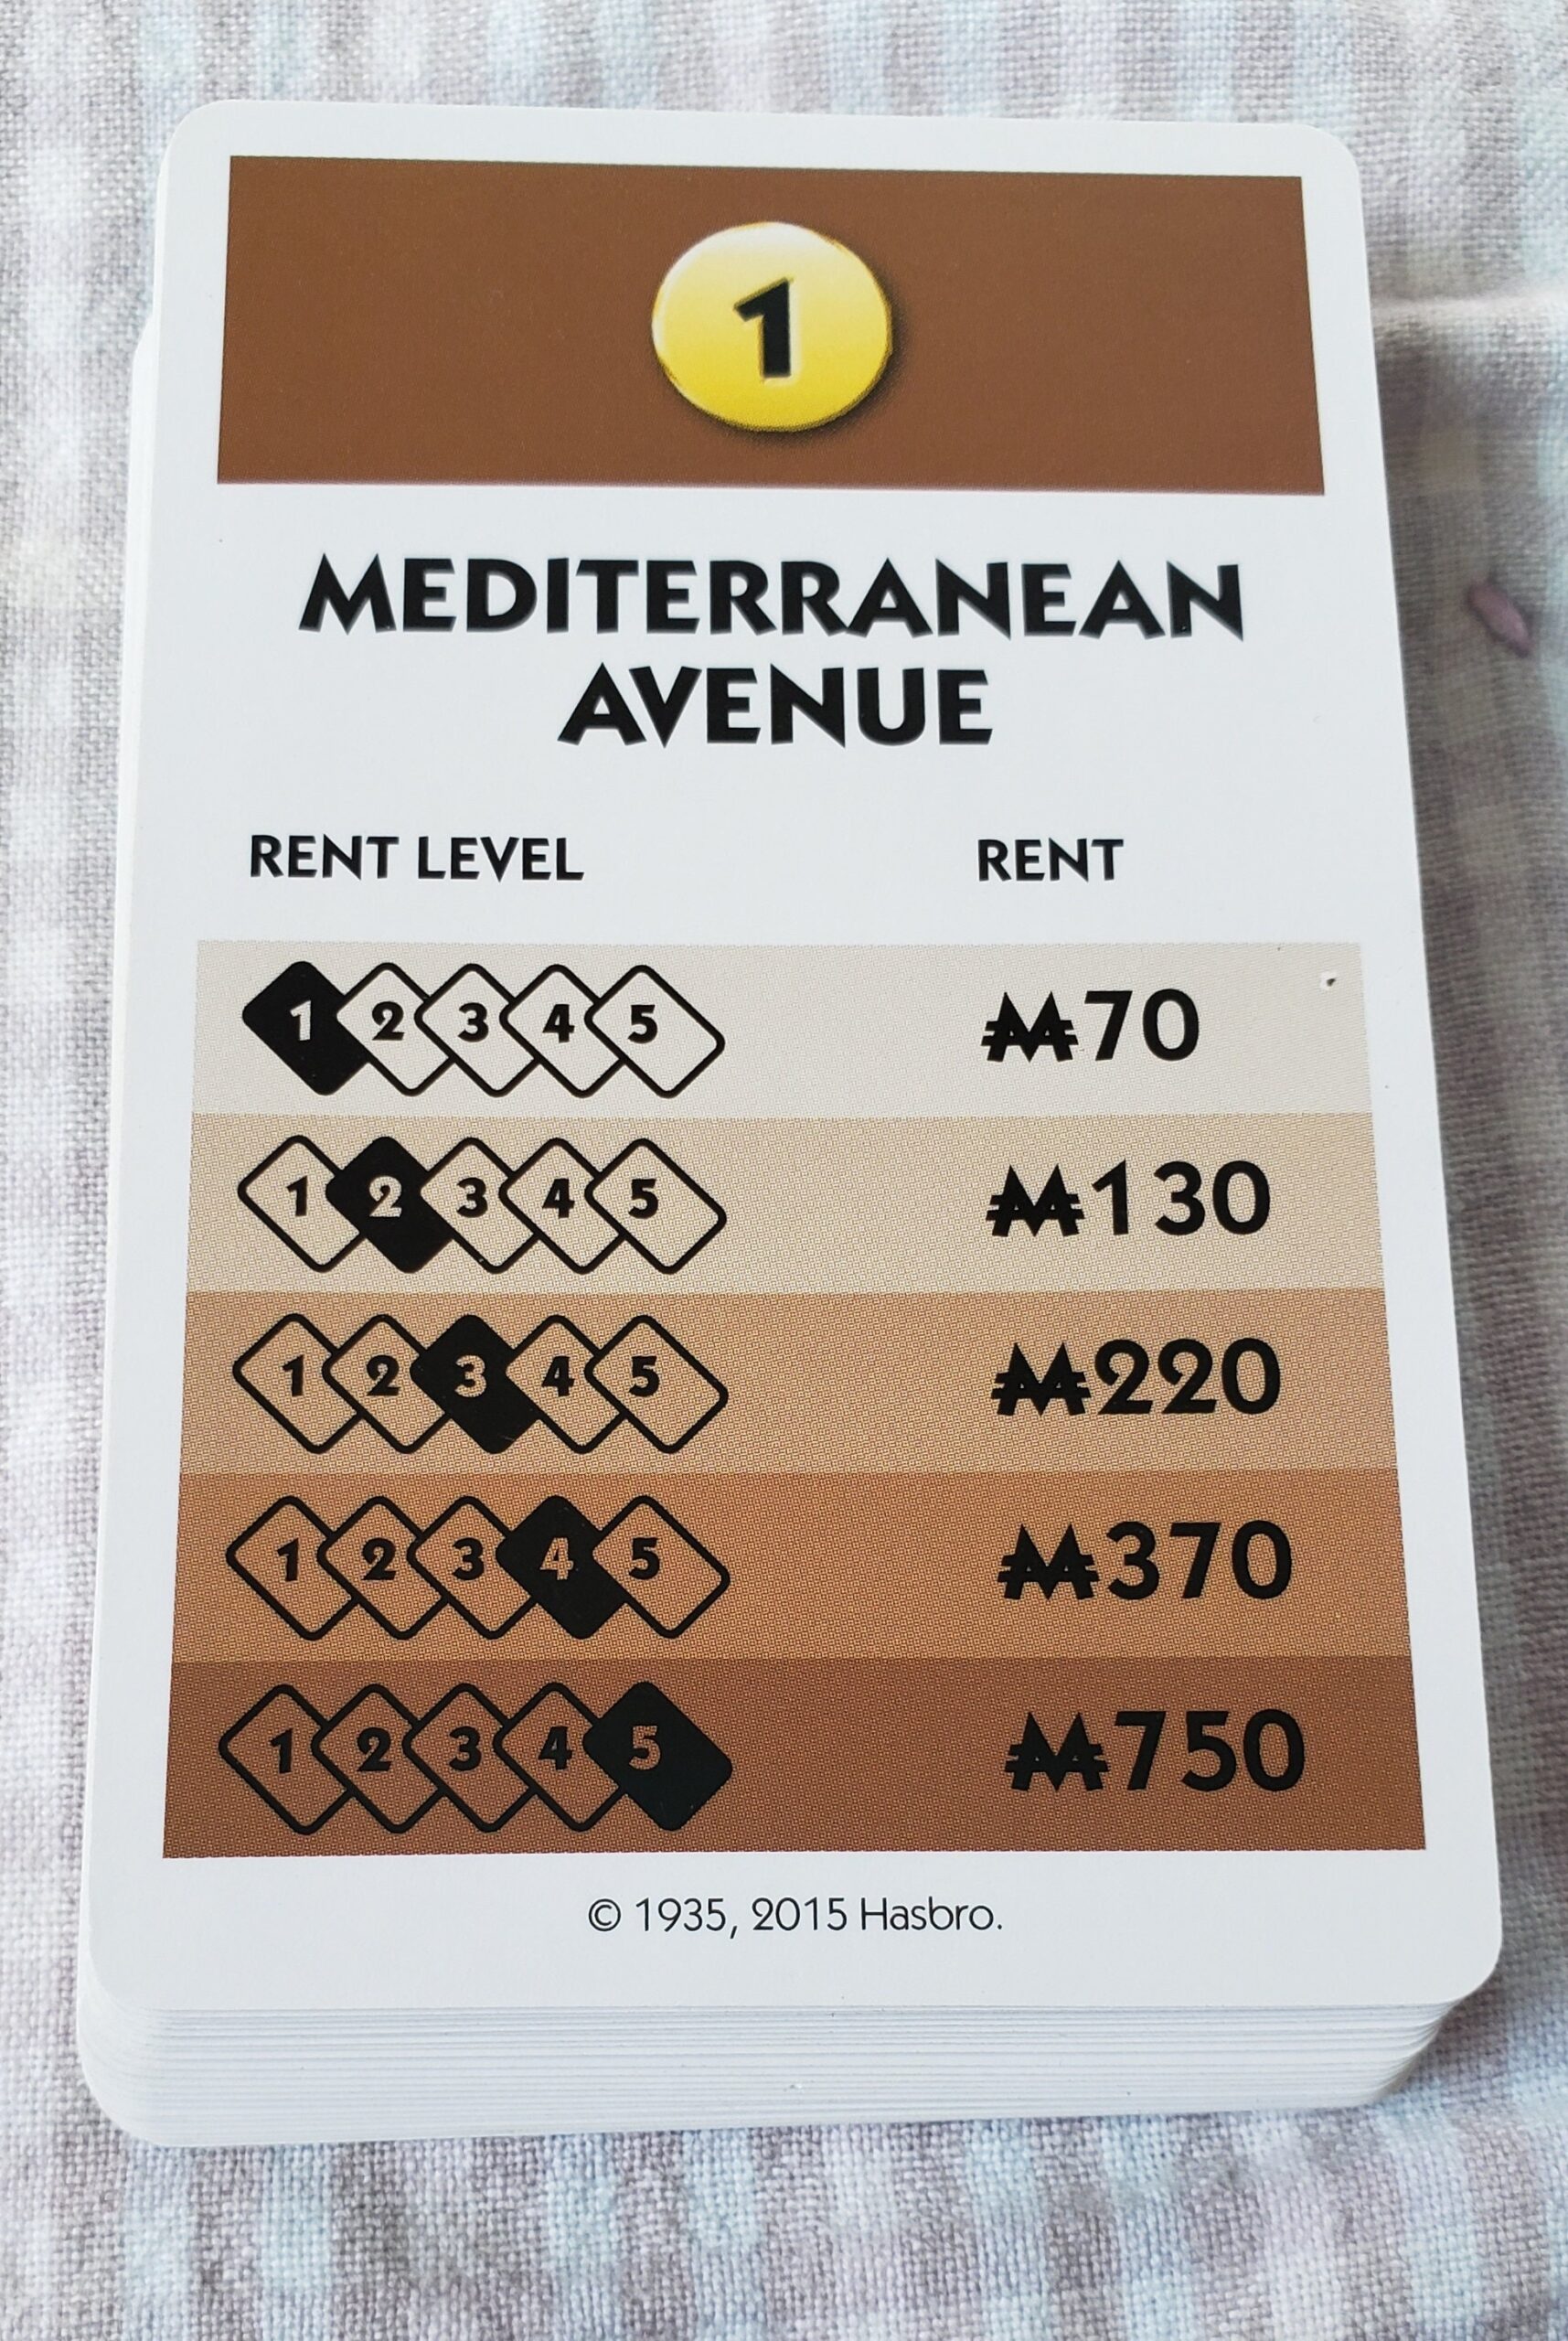 1
MEDITERRANEAN
AVENUE
RENT LEVEL RENT
1 2 3 4 5 ₩70
1 2 3 4 5 ₩130
1 2 3 4 5 ₩220
1 2 3 4 5 ₩370
1 2 3 4 5 ₩750
© 1935, 2015 Hasbro.